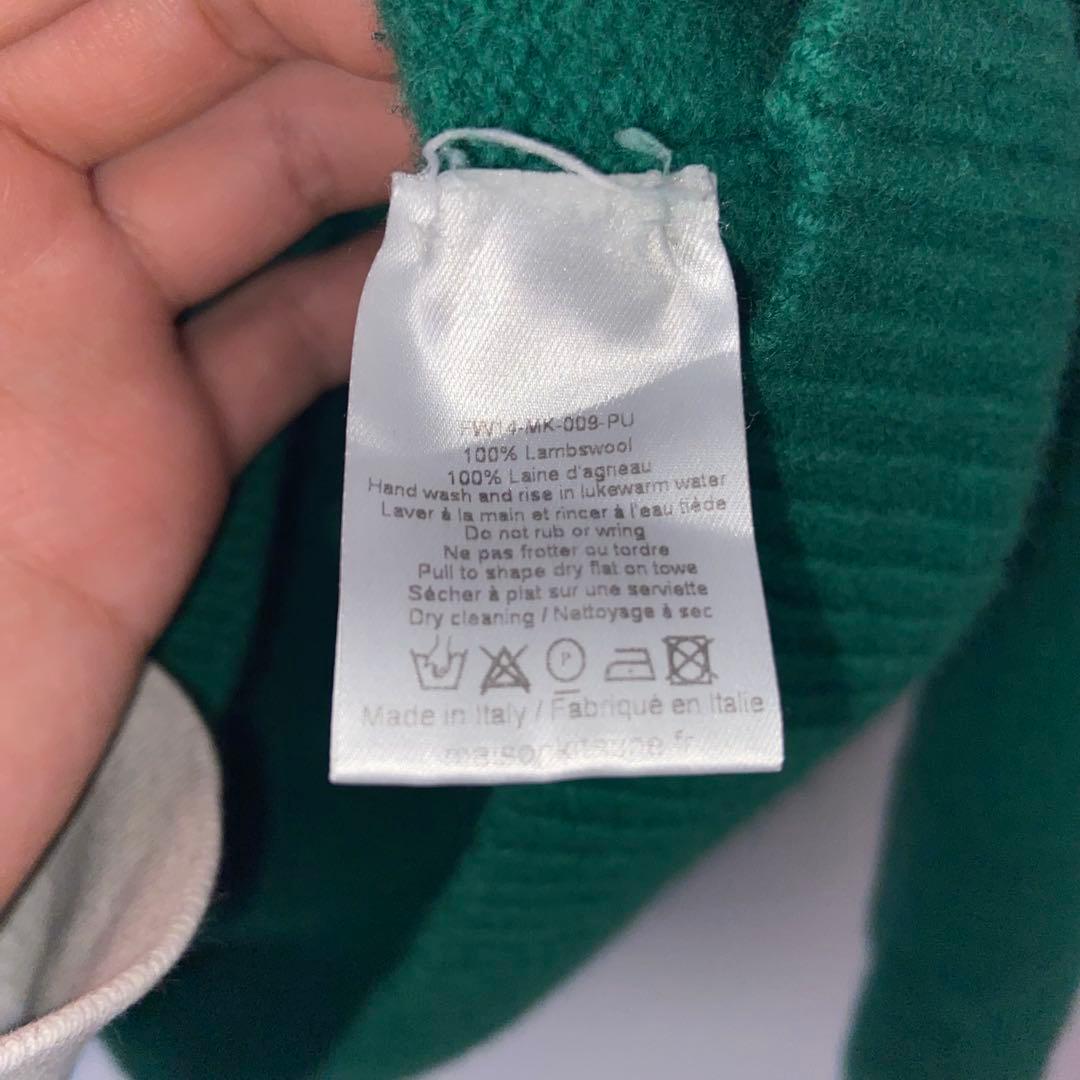 FW14-MK-009-PU
100% Lambswool
100% Laine d'agneau
Hand wash and rise in lukewarm water
Laver à la main et rincer à l'eau tiède
Do not rub or wring
Ne pas frotter ou tordre
Pull to shape dry flat on towe
Sécher à plat sur une serviette
Dry cleaning / Nettoyage à sec
P
Made in Italy / Fabriqué en Italie
maisonkitsune.fr